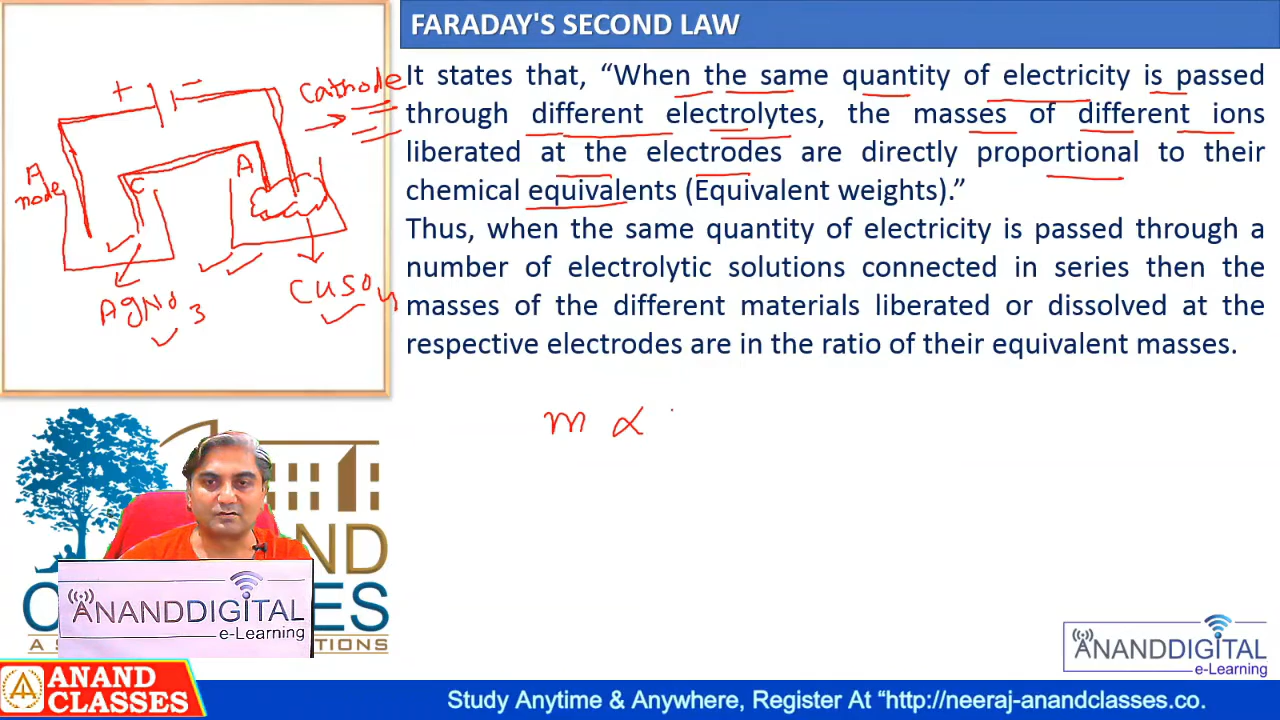 FARADAY'S SECOND LAW
It states that, “When the same quantity of electricity is passed
through different electrolytes, the masses of different ions
liberated at the electrodes are directly proportional to their
chemical equivalents (Equivalent weights).”
Thus, when the same quantity of electricity is passed through a
number of electrolytic solutions connected in series then the
masses of the different materials liberated or dissolved at the
respective electrodes are in the ratio of their equivalent masses.
m ∝
+
Cathode
A
node
C
A
AgNO3
CuSO4
ANANDDIGITAL
e-Learning
ANANDDIGITAL
e-Learning
ANAND
CLASSES
Study Anytime & Anywhere, Register At “http://neeraj-anandclasses.co.